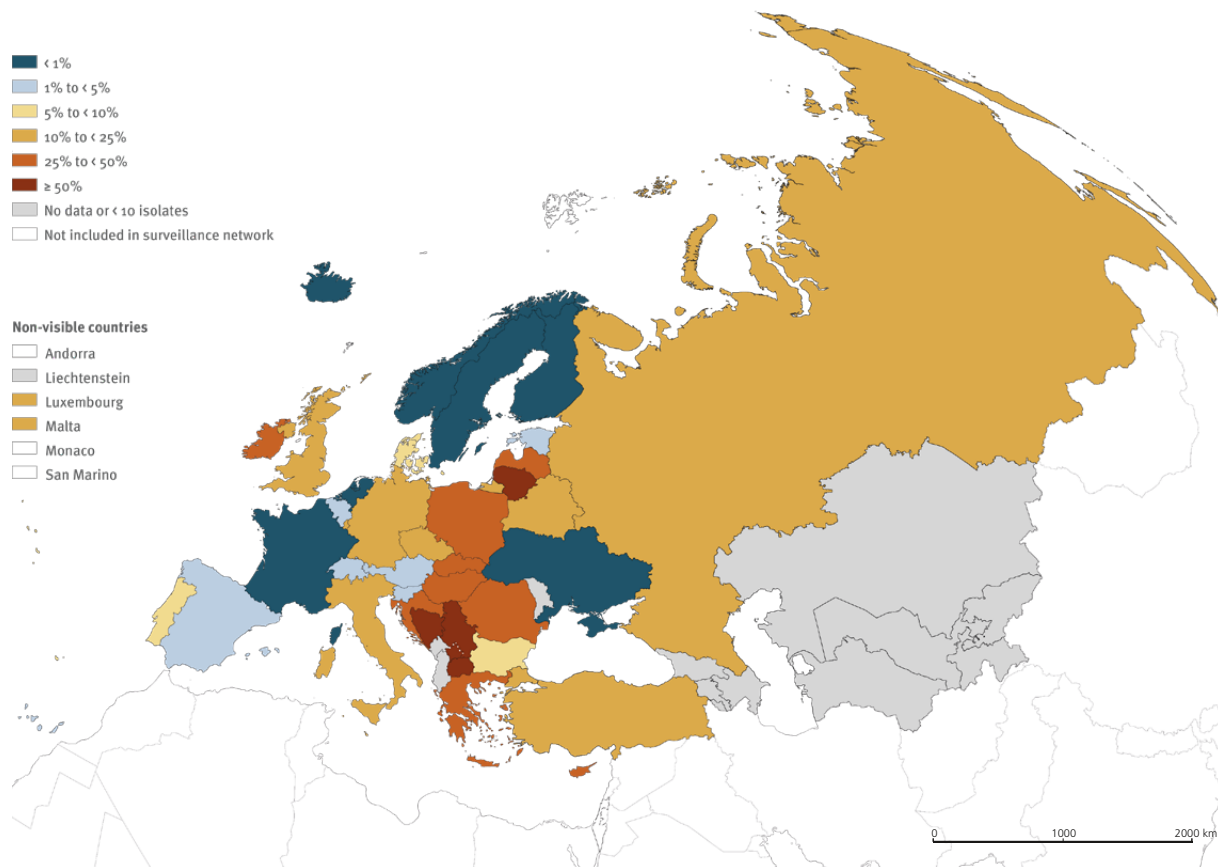 < 1%
1% to < 5%
5% to < 10%
10% to < 25%
25% to < 50%
≥ 50%
No data or < 10 isolates
Not included in surveillance network
Non-visible countries
Andorra
Liechtenstein
Luxembourg
Malta
Monaco
San Marino
0 1000 2000 km